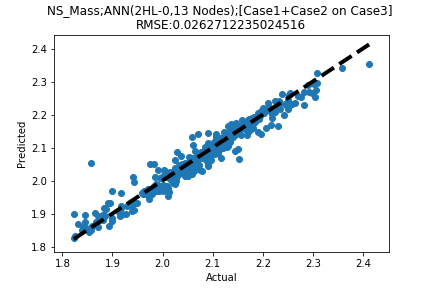 NS_Mass;ANN(2HL-0,13 Nodes);[Case1+Case2 on Case3]
RMSE:0.0262712235024516
2.4
2.3
2.2
2.1
2.0
1.9
1.8
Predicted
1.8 1.9 2.0 2.1 2.2 2.3 2.4
Actual